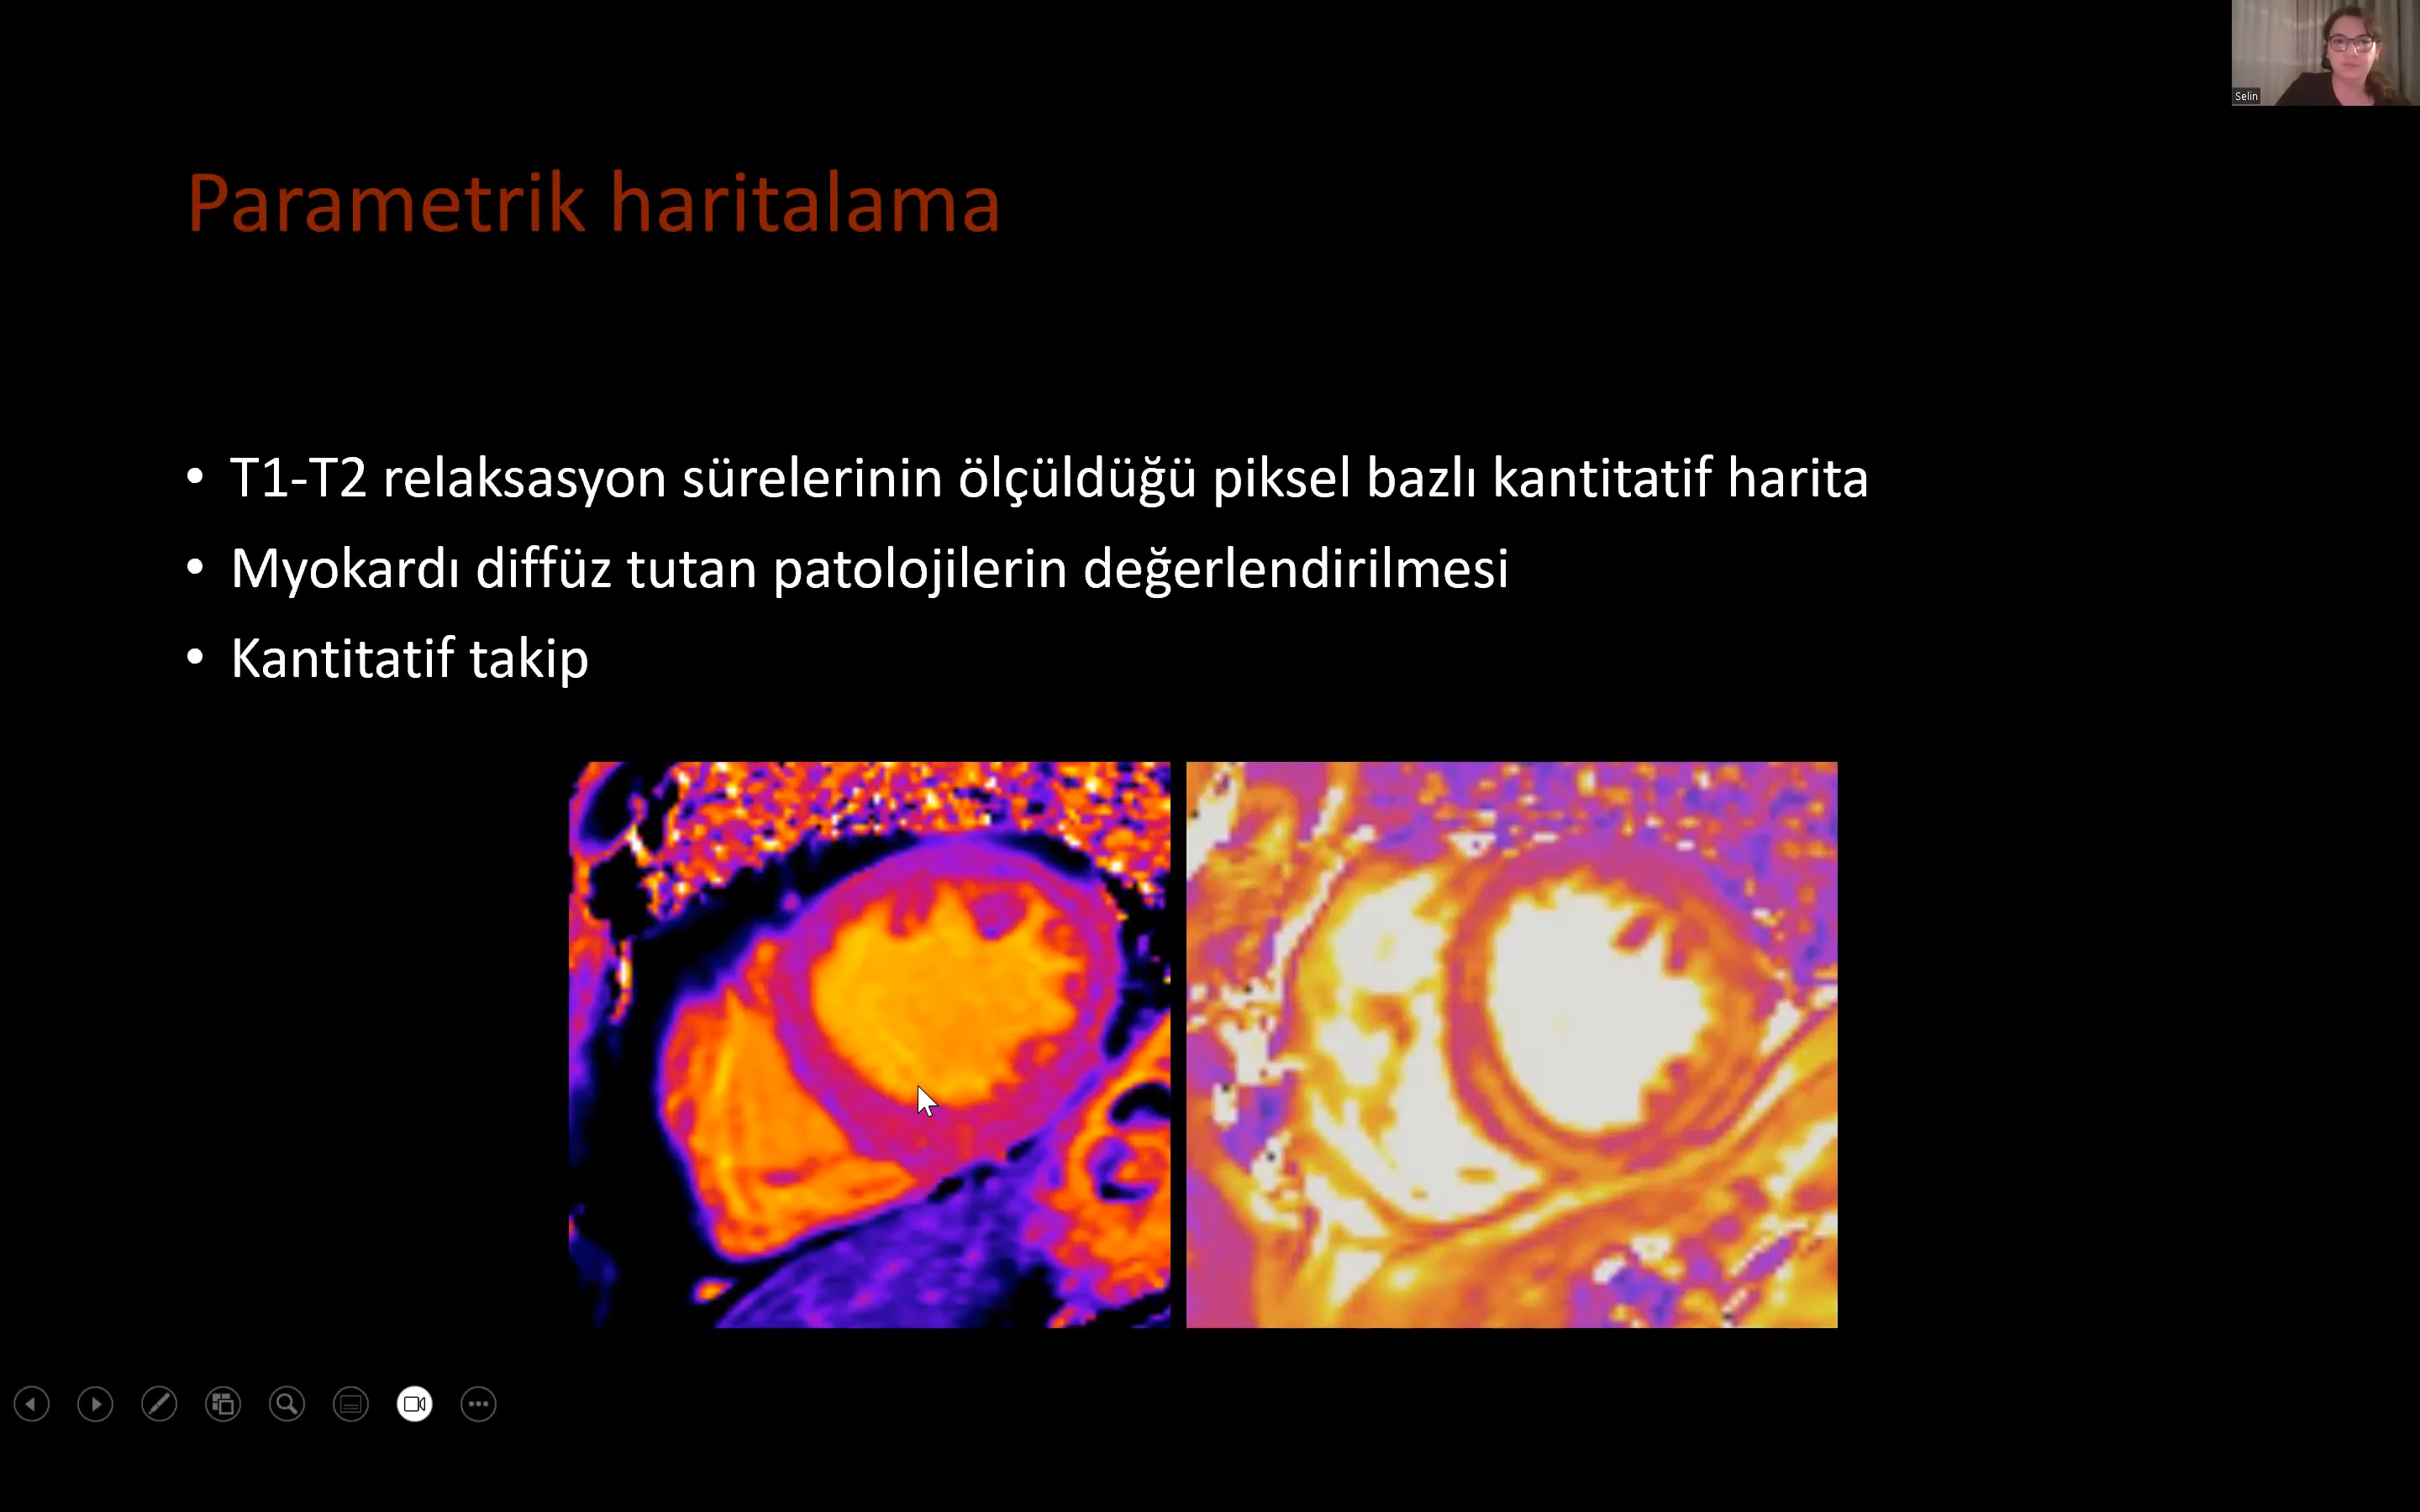 Selin
Parametrik haritalama
• T1-T2 relaksasyon sürelerinin ölçüldüğü piksel bazlı kantitatif harita
• Myokardı diffüz tutan patolojilerin değerlendirilmesi
• Kantitatif takip